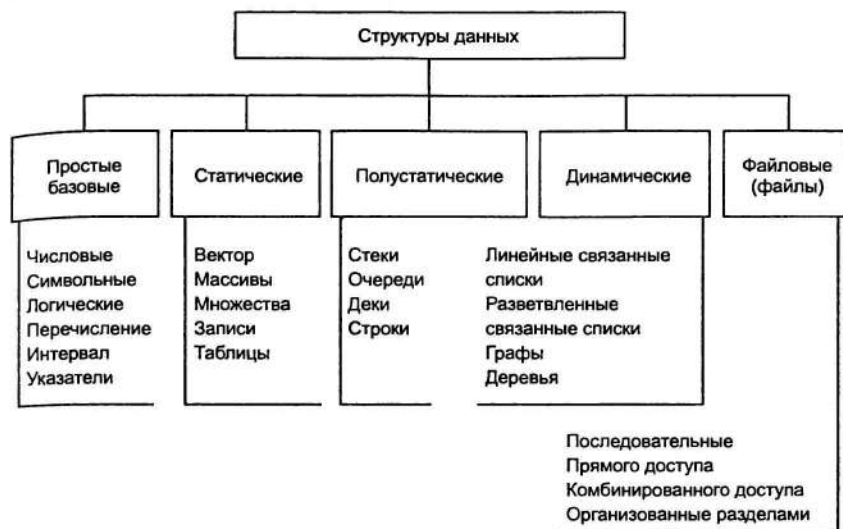 Структуры данных
Простые
базовые
Статические
Полустатические
Динамические
Файловые
(файлы)
Числовые
Символьные
Логические
Перечисление
Интервал
Указатели
Вектор
Массивы
Множества
Записи
Таблицы
Стеки
Очереди
Деки
Строки
Линейные связанные
списки
Разветвленные
связанные списки
Графы
Деревья
Последовательные
Прямого доступа
Комбинированного доступа
Организованные разделами